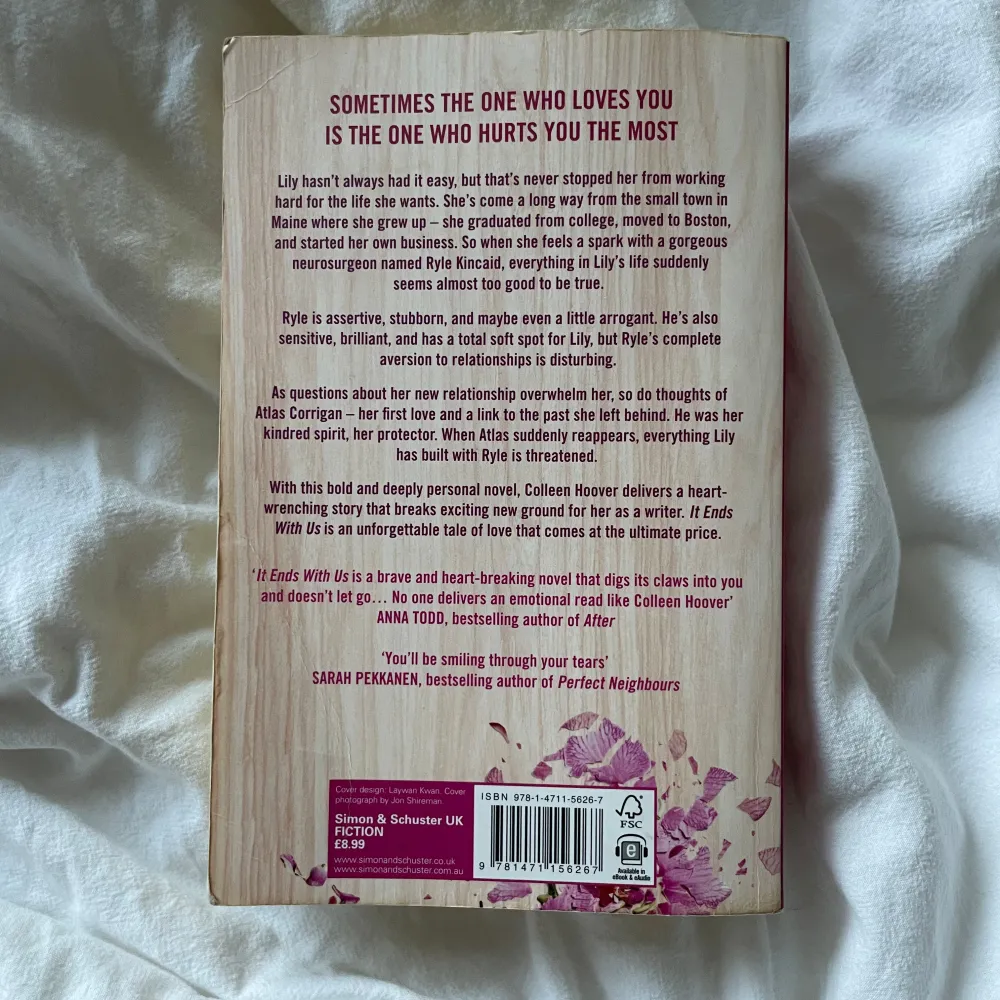 SOMETIMES THE ONE WHO LOVES YOU
IS THE ONE WHO HURTS YOU THE MOST
Lily hasn't always had it easy, but that's never stopped her from working
hard for the life she wants. She's come a long way from the small town in
Maine where she grew up – she graduated from college, moved to Boston,
and started her own business. So when she feels a spark with a gorgeous
neurosurgeon named Ryle Kincaid, everything in Lily's life suddenly
seems almost too good to be true.
Ryle is assertive, stubborn, and maybe even a little arrogant. He's also
sensitive, brilliant, and has a total soft spot for Lily, but Ryle's complete
aversion to relationships is disturbing.
As questions about her new relationship overwhelm her, so do thoughts of
Atlas Corrigan – her first love and a link to the past she left behind. He was her
kindred spirit, her protector. When Atlas suddenly reappears, everything Lily
has built with Ryle is threatened.
With this bold and deeply personal novel, Colleen Hoover delivers a heart-
wrenching story that breaks exciting new ground for her as a writer. It Ends
With Us is an unforgettable tale of love that comes at the ultimate price.
'It Ends With Us is a brave and heart-breaking novel that digs its claws into you
and doesn't let go… No one delivers an emotional read like Colleen Hoover'
ANNA TODD, bestselling author of After
'You'll be smiling through your tears'
SARAH PEKKANEN, bestselling author of Perfect Neighbours
Cover design: Laywan Kwan. Cover
photograph by Jon Shireman.
Simon & Schuster UK
FICTION
£8.99
www.simonandschuster.co.uk
www.simonandschuster.com.au
ISBN 978-1-4711-5626-7
9 781471 156267
FSC
e
Available in
eBook & eAudio